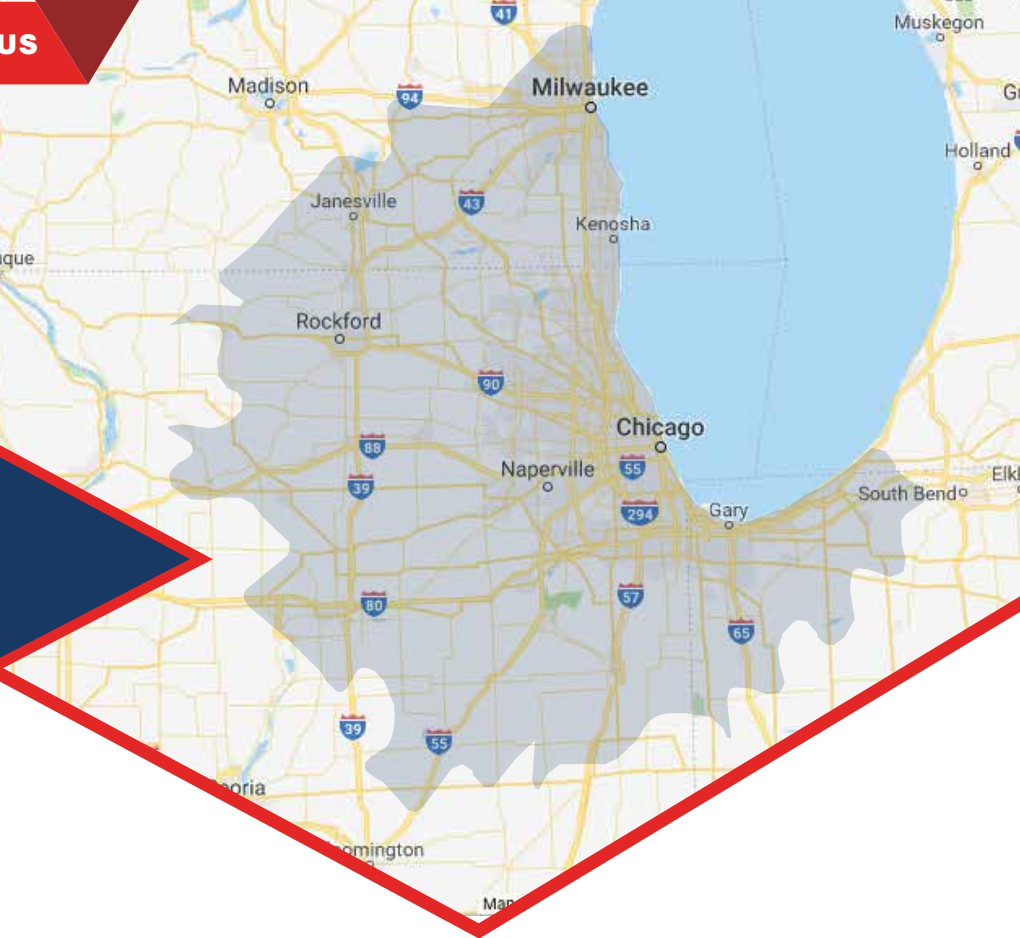 US
41
Muskegon
Madison
94
Milwaukee
Holland
Janesville
43
Kenosha
Rockford
90
Chicago
88
Naperville
55
39
South Bend
Gary
294
80
57
65
39
55